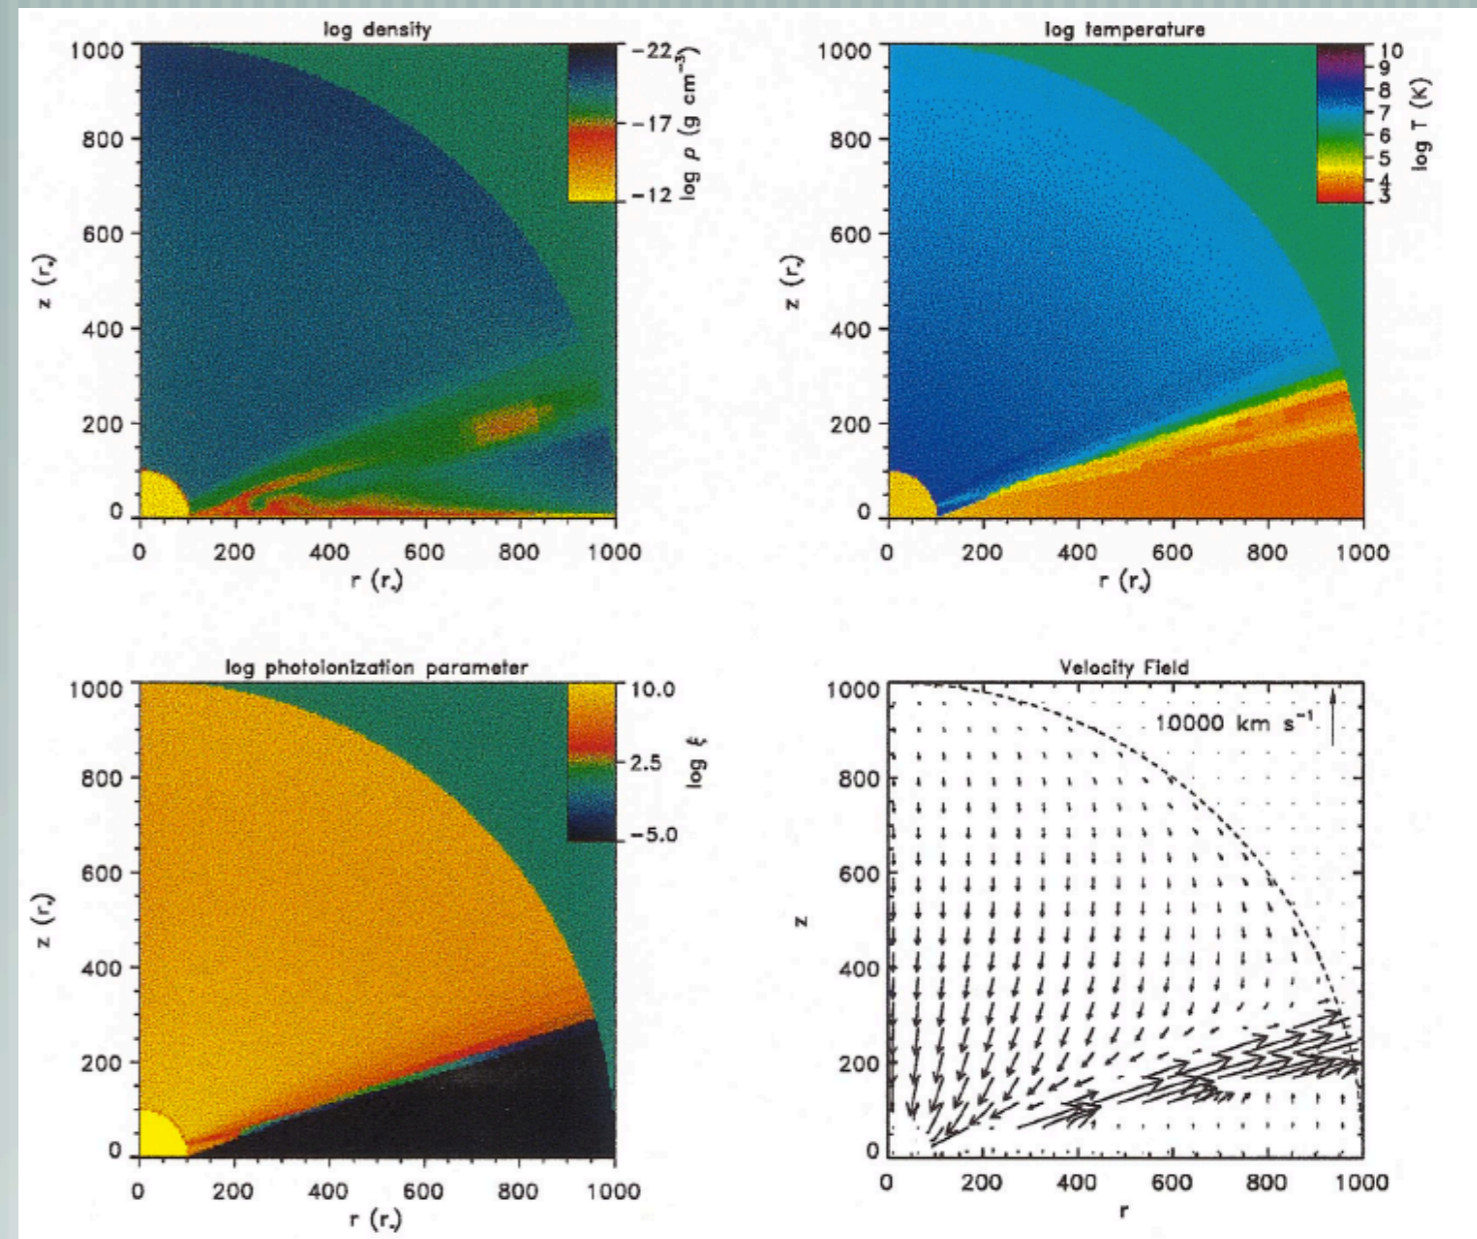 log density
1000
800
600
400
200
0
z (r*)
0 200 400 600 800 1000
r (r*)
-22
-17
-12
log ρ (g cm⁻³)
log temperature
1000
800
600
400
200
0
z (r*)
0 200 400 600 800 1000
r (r*)
10
9
8
7
6
5
4
3
log T (K)
log photoionization parameter
1000
800
600
400
200
0
z (r*)
0 200 400 600 800 1000
r (r*)
10.0
2.5
-5.0
log ξ
Velocity Field
10000 km s⁻¹
1000
800
600
400
200
0
z
0 200 400 600 800 1000
r